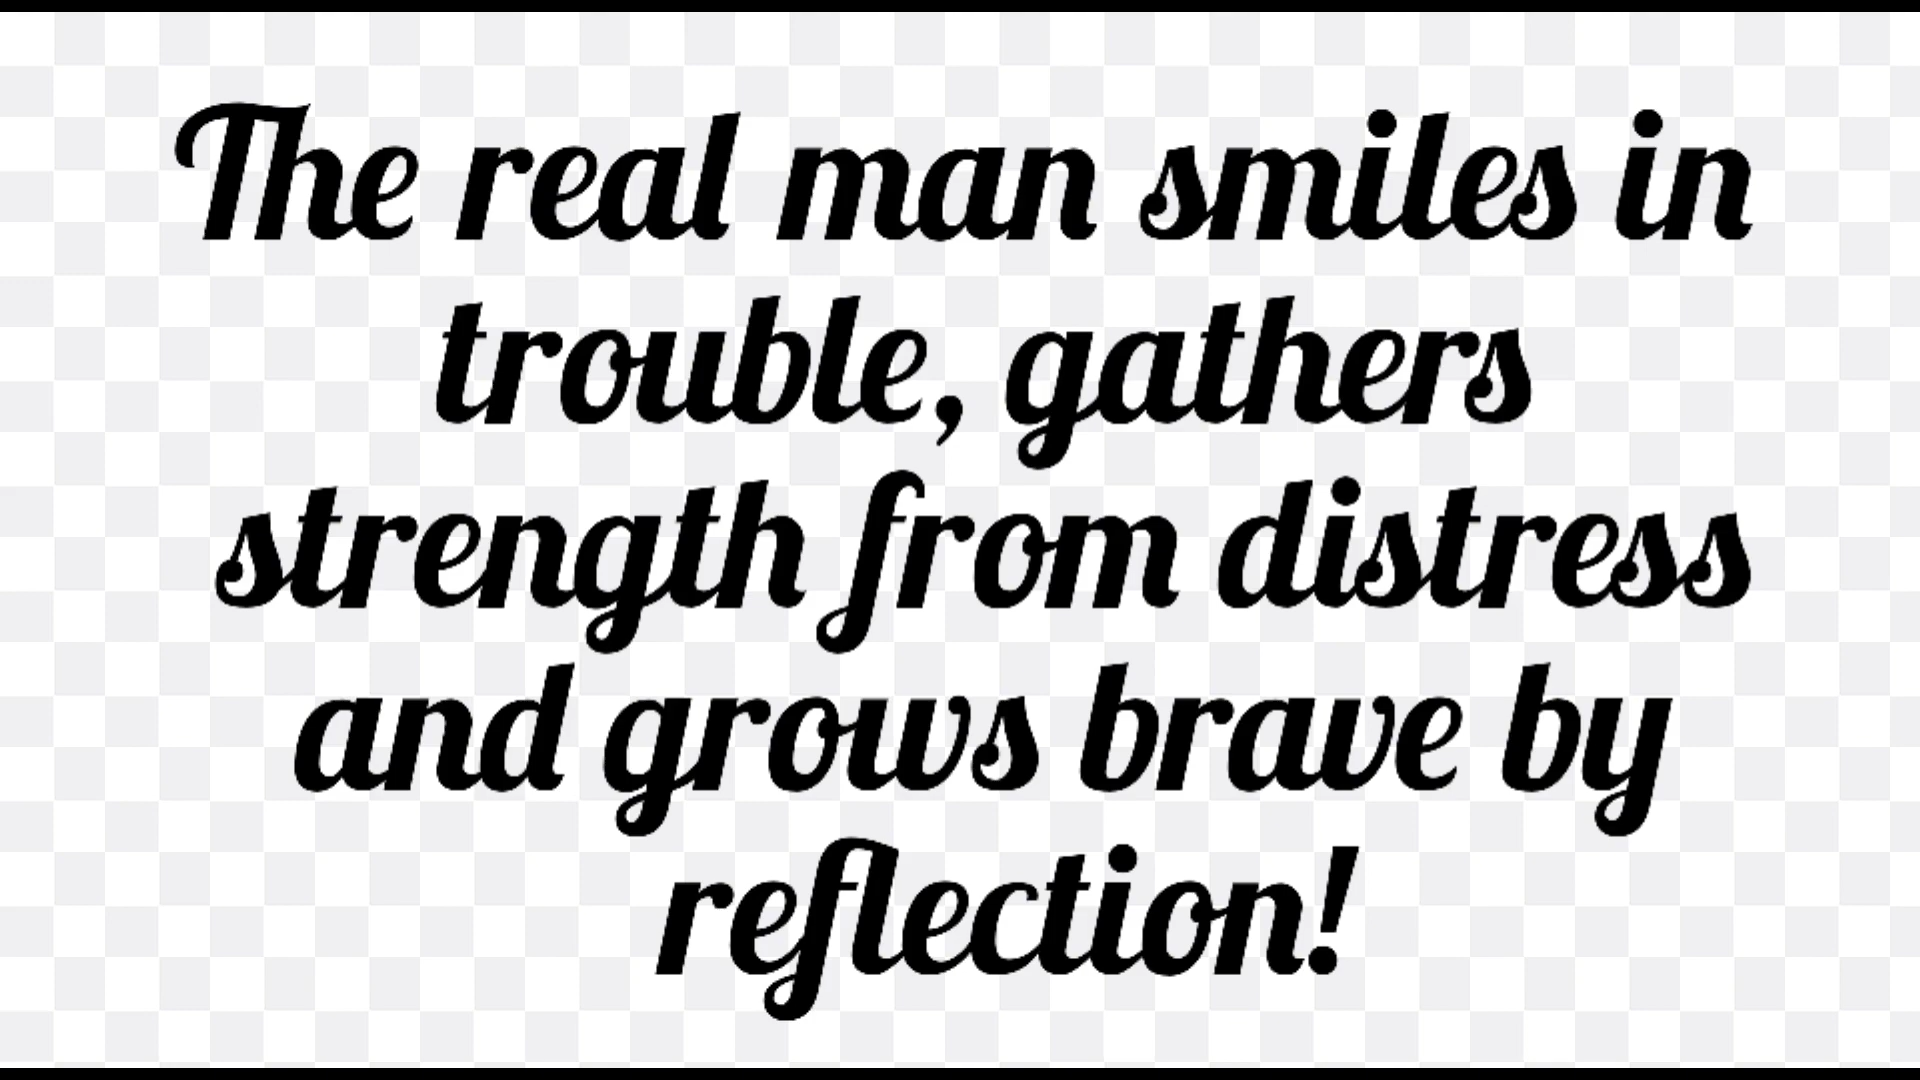 The real man smiles in
trouble, gathers
strength from distress
and grows brave by
reflection!